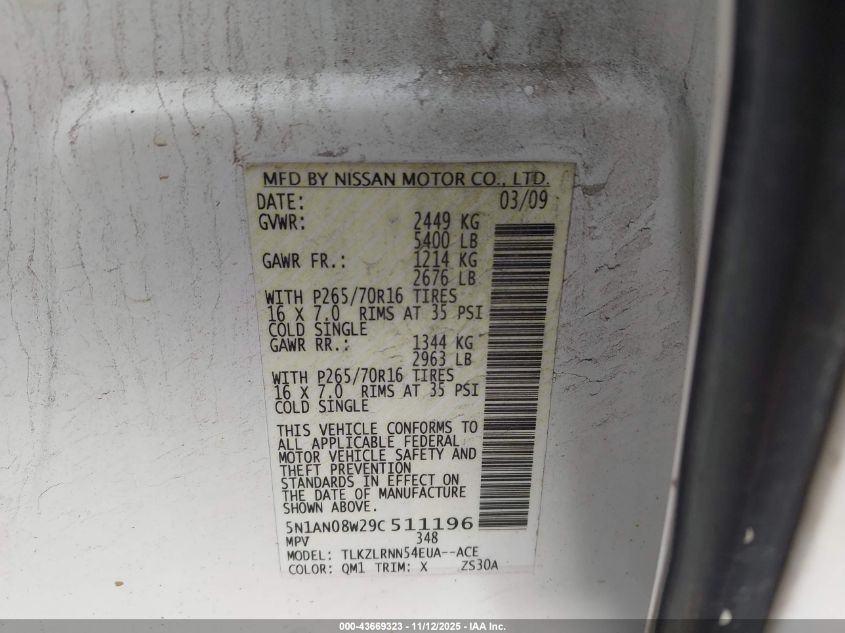 MFD BY NISSAN MOTOR CO., LTD.
DATE: 03/09
GVWR: 2449 KG
5400 LB
GAWR FR.: 1214 KG
2676 LB
WITH P265/70R16 TIRES
16 X 7.0 RIMS AT 35 PSI
COLD SINGLE
GAWR RR.: 1344 KG
2963 LB
WITH P265/70R16 TIRES
16 X 7.0 RIMS AT 35 PSI
COLD SINGLE
THIS VEHICLE CONFORMS TO
ALL APPLICABLE FEDERAL
MOTOR VEHICLE SAFETY AND
THEFT PREVENTION
STANDARDS IN EFFECT ON
THE DATE OF MANUFACTURE
SHOWN ABOVE.
5N1AN08W29C 511196
MPV 348
MODEL: TLKZLRNN54EUA--ACE
COLOR: QM1 TRIM: X ZS30A
000-43669323 - 11/12/2025 - IAA Inc.